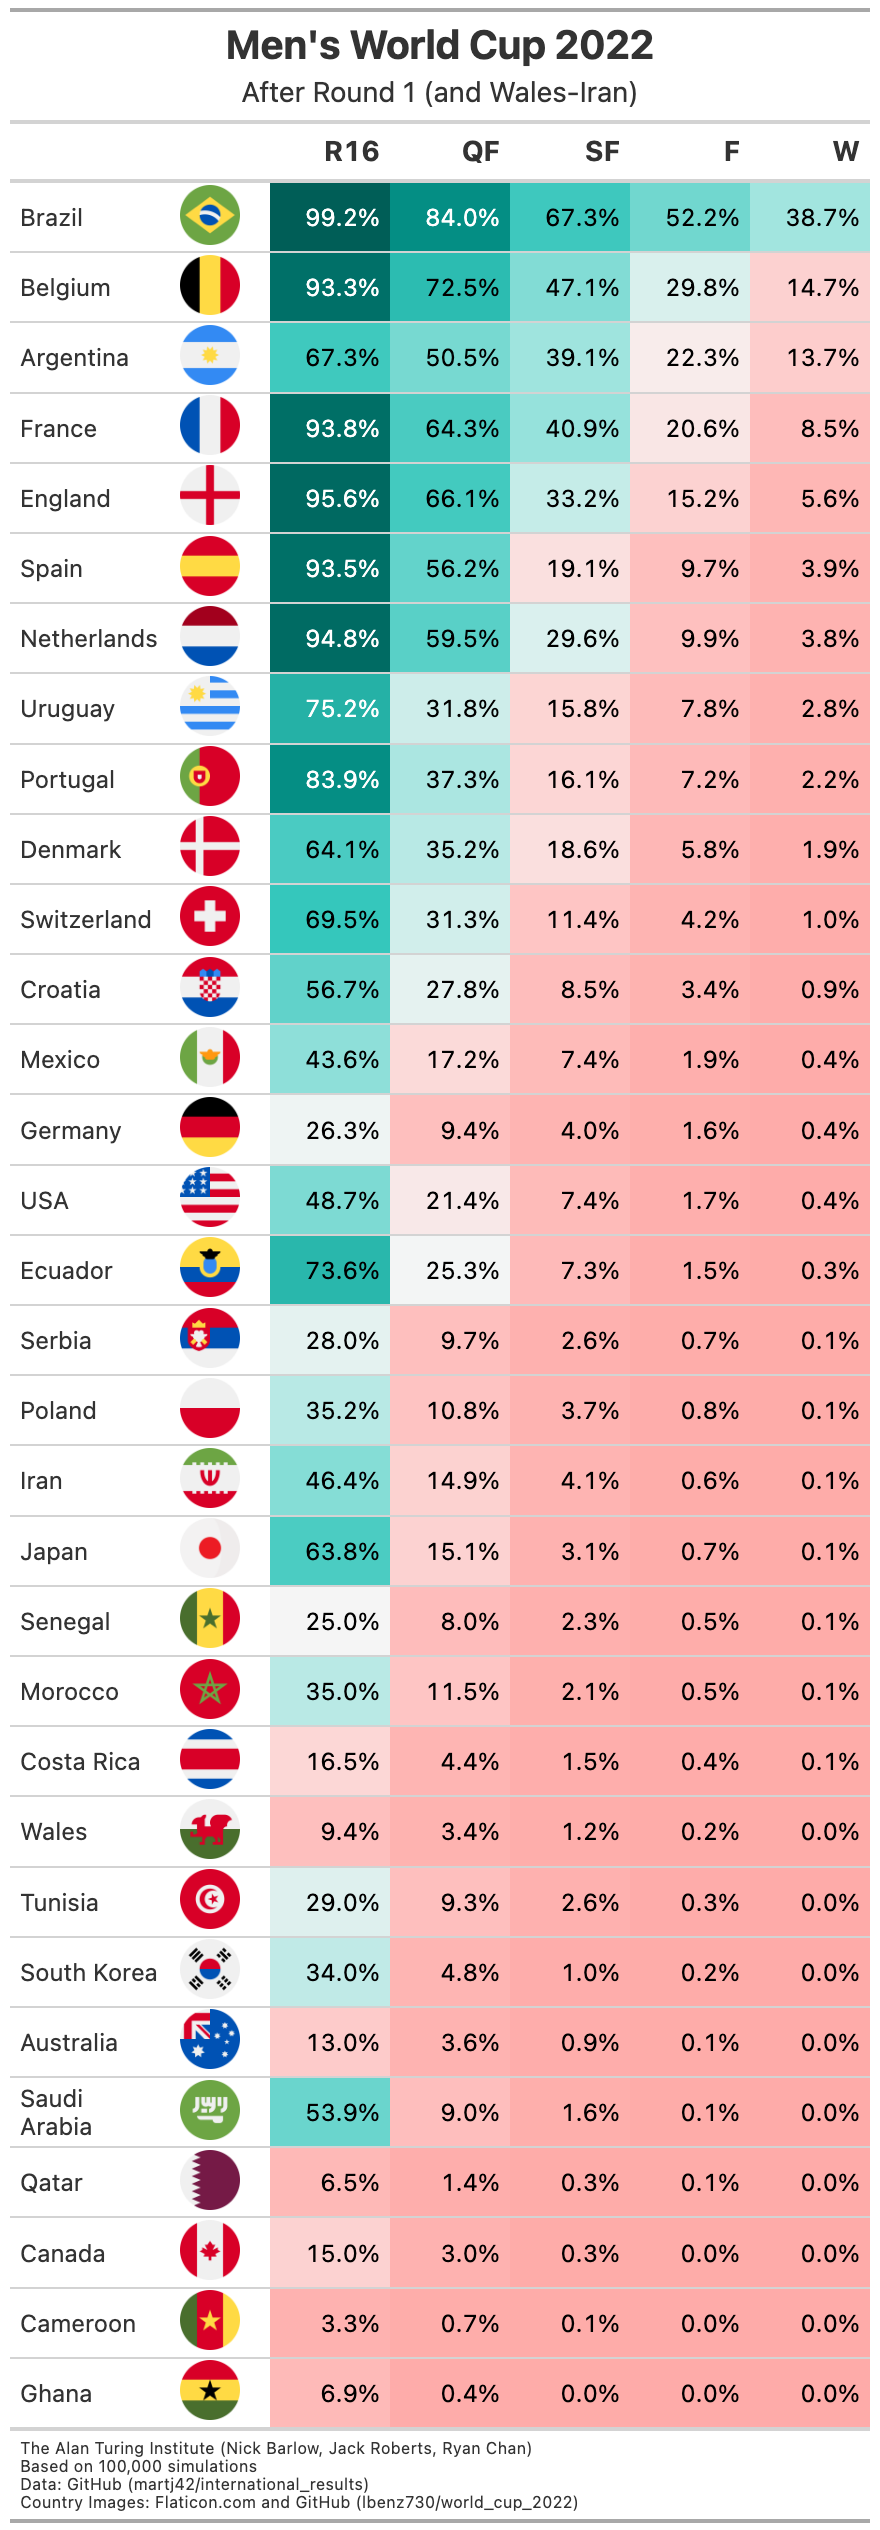 Men's World Cup 2022
After Round 1 (and Wales-Iran)
R16 QF SF F W
Brazil 99.2% 84.0% 67.3% 52.2% 38.7%
Belgium 93.3% 72.5% 47.1% 29.8% 14.7%
Argentina 67.3% 50.5% 39.1% 22.3% 13.7%
France 93.8% 64.3% 40.9% 20.6% 8.5%
England 95.6% 66.1% 33.2% 15.2% 5.6%
Spain 93.5% 56.2% 19.1% 9.7% 3.9%
Netherlands 94.8% 59.5% 29.6% 9.9% 3.8%
Uruguay 75.2% 31.8% 15.8% 7.8% 2.8%
Portugal 83.9% 37.3% 16.1% 7.2% 2.2%
Denmark 64.1% 35.2% 18.6% 5.8% 1.9%
Switzerland 69.5% 31.3% 11.4% 4.2% 1.0%
Croatia 56.7% 27.8% 8.5% 3.4% 0.9%
Mexico 43.6% 17.2% 7.4% 1.9% 0.4%
Germany 26.3% 9.4% 4.0% 1.6% 0.4%
USA 48.7% 21.4% 7.4% 1.7% 0.4%
Ecuador 73.6% 25.3% 7.3% 1.5% 0.3%
Serbia 28.0% 9.7% 2.6% 0.7% 0.1%
Poland 35.2% 10.8% 3.7% 0.8% 0.1%
Iran 46.4% 14.9% 4.1% 0.6% 0.1%
Japan 63.8% 15.1% 3.1% 0.7% 0.1%
Senegal 25.0% 8.0% 2.3% 0.5% 0.1%
Morocco 35.0% 11.5% 2.1% 0.5% 0.1%
Costa Rica 16.5% 4.4% 1.5% 0.4% 0.1%
Wales 9.4% 3.4% 1.2% 0.2% 0.0%
Tunisia 29.0% 9.3% 2.6% 0.3% 0.0%
South Korea 34.0% 4.8% 1.0% 0.2% 0.0%
Australia 13.0% 3.6% 0.9% 0.1% 0.0%
Saudi
Arabia 53.9% 9.0% 1.6% 0.1% 0.0%
Qatar 6.5% 1.4% 0.3% 0.1% 0.0%
Canada 15.0% 3.0% 0.3% 0.0% 0.0%
Cameroon 3.3% 0.7% 0.1% 0.0% 0.0%
Ghana 6.9% 0.4% 0.0% 0.0% 0.0%
The Alan Turing Institute (Nick Barlow, Jack Roberts, Ryan Chan)
Based on 100,000 simulations
Data: GitHub (martj42/international_results)
Country Images: Flaticon.com and GitHub (lbenz730/world_cup_2022)